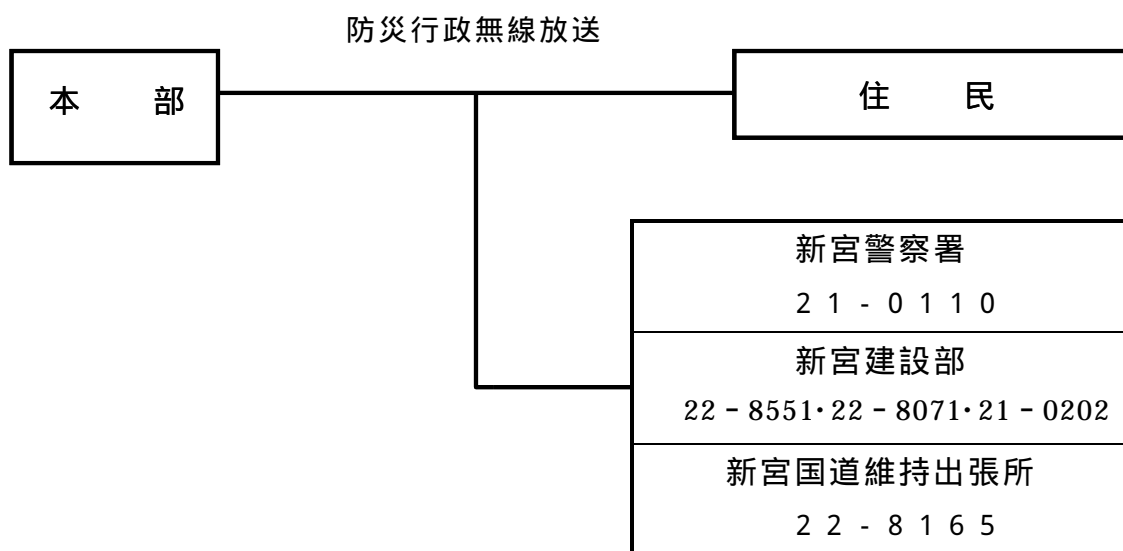 防災行政無線放送
本　部
住　民
新宮警察署
21-0110
新宮建設部
22-8551・22-8071・21-0202
新宮国道維持出張所
22-8165